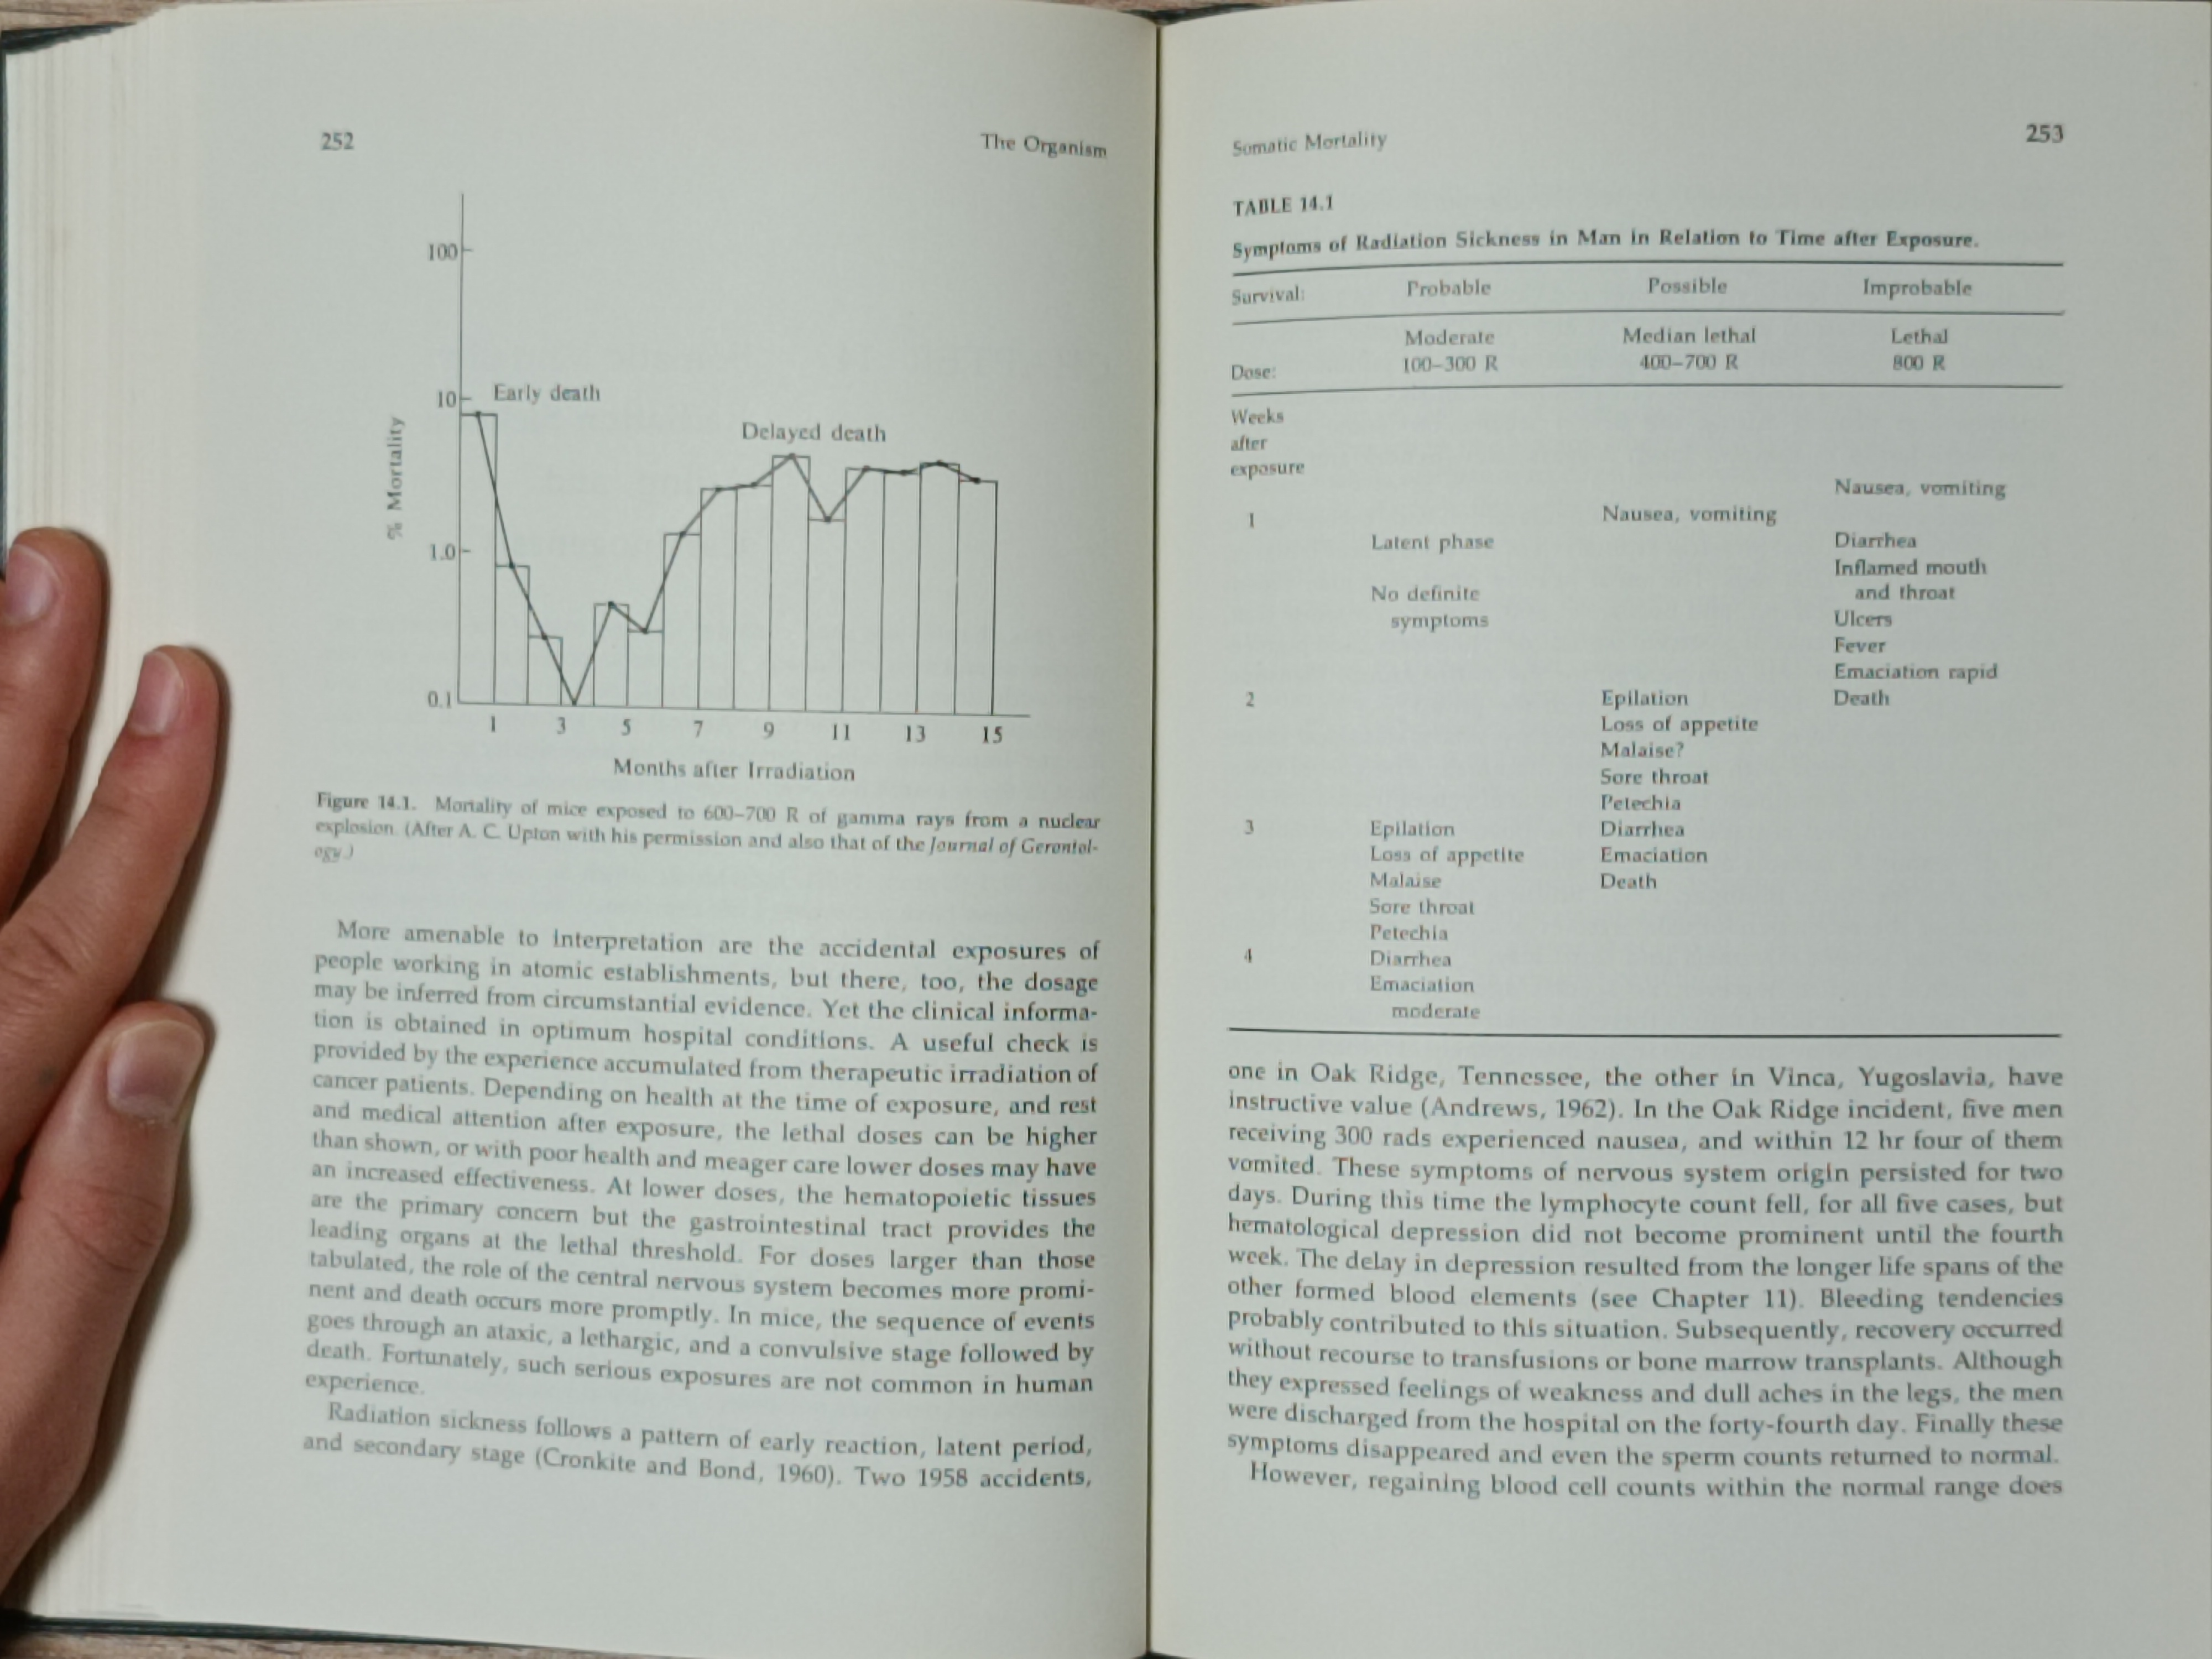 252
The Organism
100
10
1.0
0.1
% Mortality
Early death
Delayed death
1 3 5 7 9 11 13 15
Months after Irradiation
Figure 14.1. Mortality of mice exposed to 600–700 R of gamma rays from a nuclear
explosion. (After A. C. Upton with his permission and also that of the Journal of Gerontol-
ogy.)
More amenable to interpretation are the accidental exposures of
people working in atomic establishments, but there, too, the dosage
may be inferred from circumstantial evidence. Yet the clinical informa-
tion is obtained in optimum hospital conditions. A useful check is
provided by the experience accumulated from therapeutic irradiation of
cancer patients. Depending on health at the time of exposure, and rest
and medical attention after exposure, the lethal doses can be higher
than shown, or with poor health and meager care lower doses may have
an increased effectiveness. At lower doses, the hematopoietic tissues
are the primary concern but the gastrointestinal tract provides the
leading organs at the lethal threshold. For doses larger than those
tabulated, the role of the central nervous system becomes more promi-
nent and death occurs more promptly. In mice, the sequence of events
goes through an ataxic, a lethargic, and a convulsive stage followed by
death. Fortunately, such serious exposures are not common in human
experience.
Radiation sickness follows a pattern of early reaction, latent period,
and secondary stage (Cronkite and Bond, 1960). Two 1958 accidents,
Somatic Mortality
253
TABLE 14.1
Symptoms of Radiation Sickness in Man in Relation to Time after Exposure.
Survival: Probable Possible Improbable
Moderate Median lethal Lethal
Dose: 100–300 R 400–700 R 800 R
Weeks
after
exposure
Nausea, vomiting
1 Nausea, vomiting
Latent phase Diarrhea
Inflamed mouth
No definite and throat
symptoms Ulcers
Fever
Emaciation rapid
2 Epilation Death
Loss of appetite
Malaise?
Sore throat
Petechia
3 Epilation Diarrhea
Loss of appetite Emaciation
Malaise Death
Sore throat
Petechia
4 Diarrhea
Emaciation
moderate
one in Oak Ridge, Tennessee, the other in Vinca, Yugoslavia, have
instructive value (Andrews, 1962). In the Oak Ridge incident, five men
receiving 300 rads experienced nausea, and within 12 hr four of them
vomited. These symptoms of nervous system origin persisted for two
days. During this time the lymphocyte count fell, for all five cases, but
hematological depression did not become prominent until the fourth
week. The delay in depression resulted from the longer life spans of the
other formed blood elements (see Chapter 11). Bleeding tendencies
probably contributed to this situation. Subsequently, recovery occurred
without recourse to transfusions or bone marrow transplants. Although
they expressed feelings of weakness and dull aches in the legs, the men
were discharged from the hospital on the forty-fourth day. Finally these
symptoms disappeared and even the sperm counts returned to normal.
However, regaining blood cell counts within the normal range does